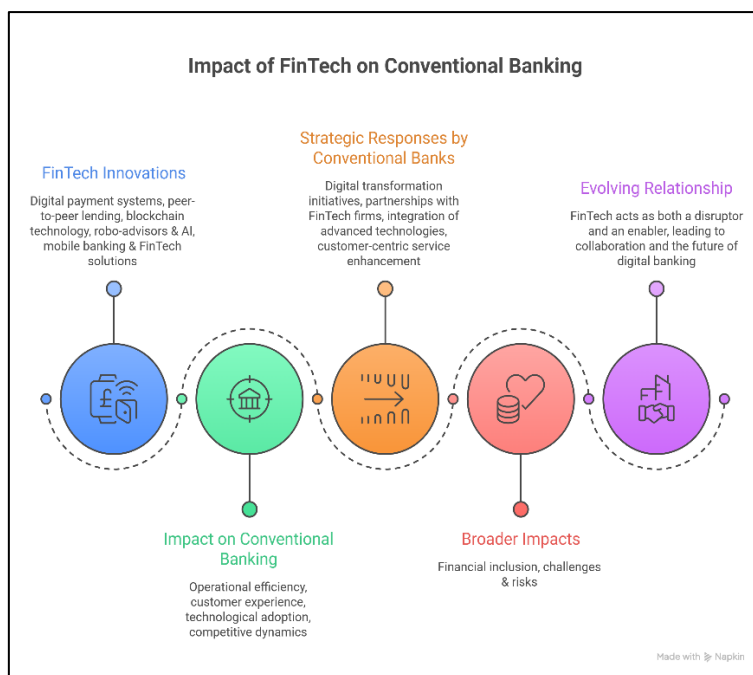 Impact of FinTech on Conventional Banking
FinTech Innovations
Digital payment systems, peer-
to-peer lending, blockchain
technology, robo-advisors & AI,
mobile banking & FinTech
solutions
Strategic Responses by
Conventional Banks
Digital transformation
initiatives, partnerships with
FinTech firms, integration of
advanced technologies,
customer-centric service
enhancement
Evolving Relationship
FinTech acts as both a disruptor
and an enabler, leading to
collaboration and the future of
digital banking
£
Impact on Conventional
Banking
Operational efficiency,
customer experience,
technological adoption,
competitive dynamics
Broader Impacts
Financial inclusion, challenges
& risks
Made with Napkin